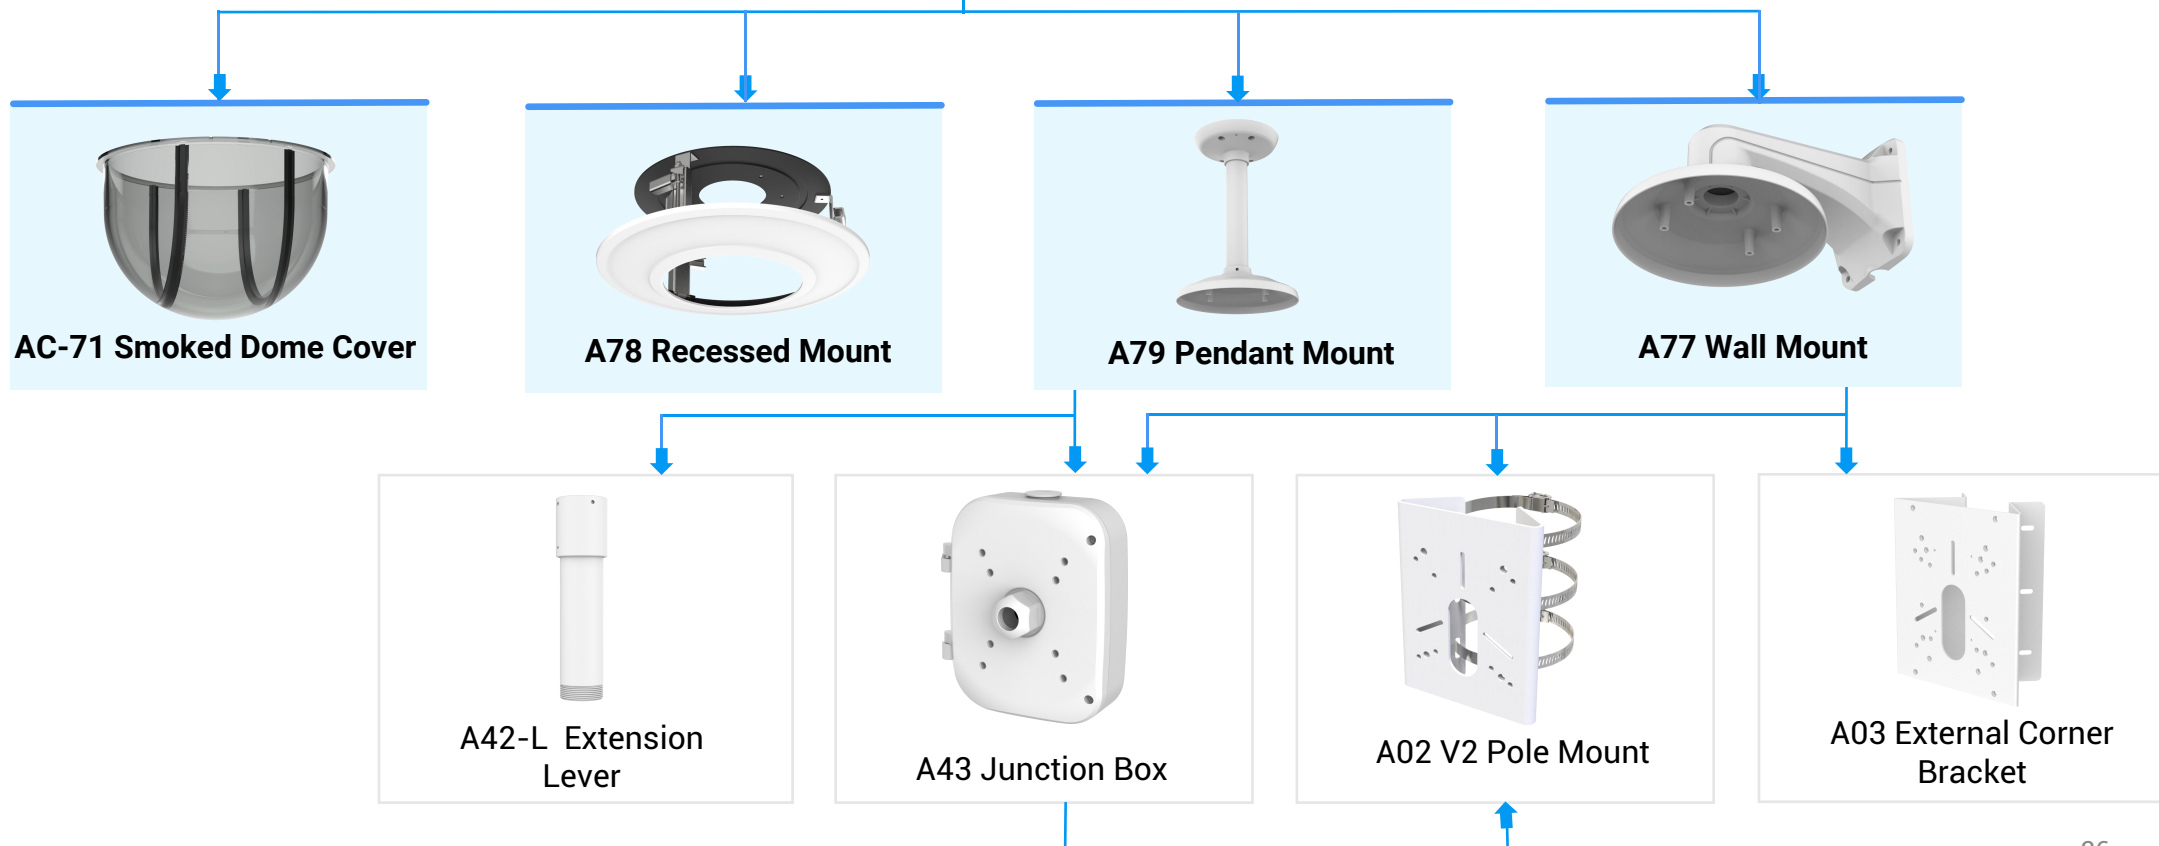 AC-71 Smoked Dome Cover
A78 Recessed Mount
A79 Pendant Mount
A77 Wall Mount
A42-L  Extension
Lever
A43 Junction Box
A02 V2 Pole Mount
A03 External Corner
Bracket